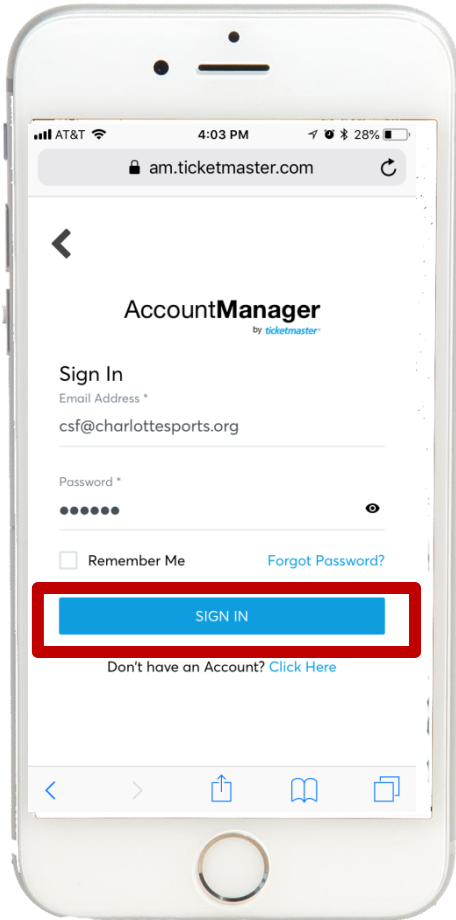 AT&T 4:03 PM 28%
am.ticketmaster.com
AccountManager
by ticketmaster
Sign In
Email Address *
csf@charlottesports.org
Password *
••••••
Remember Me Forgot Password?
SIGN IN
Don't have an Account? Click Here